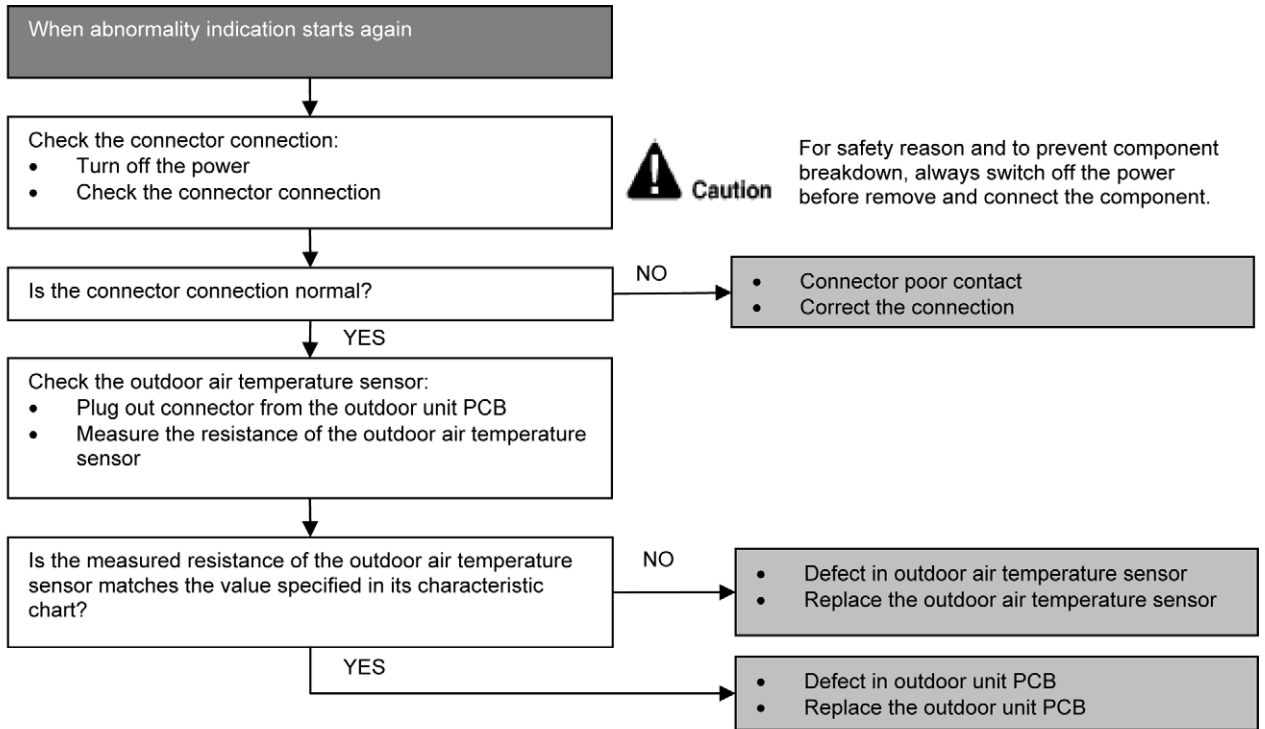 When abnormality indication starts again
Check the connector connection:
• Turn off the power
• Check the connector connection
Caution
For safety reason and to prevent component
breakdown, always switch off the power
before remove and connect the component.
Is the connector connection normal?
NO
• Connector poor contact
• Correct the connection
YES
Check the outdoor air temperature sensor:
• Plug out connector from the outdoor unit PCB
• Measure the resistance of the outdoor air temperature
sensor
Is the measured resistance of the outdoor air temperature
sensor matches the value specified in its characteristic
chart?
NO
• Defect in outdoor air temperature sensor
• Replace the outdoor air temperature sensor
YES
• Defect in outdoor unit PCB
• Replace the outdoor unit PCB